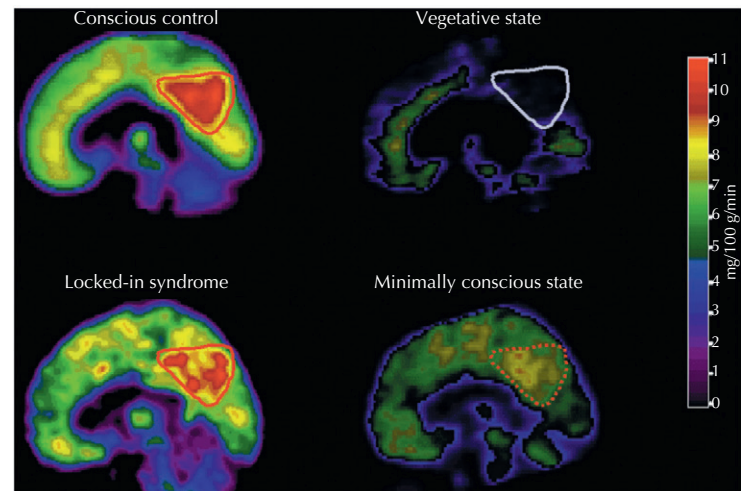 Conscious control
Vegetative state
Locked-in syndrome
Minimally conscious state
11
10
9
8
7
6
5
4
3
2
1
0
mg/100 g/min